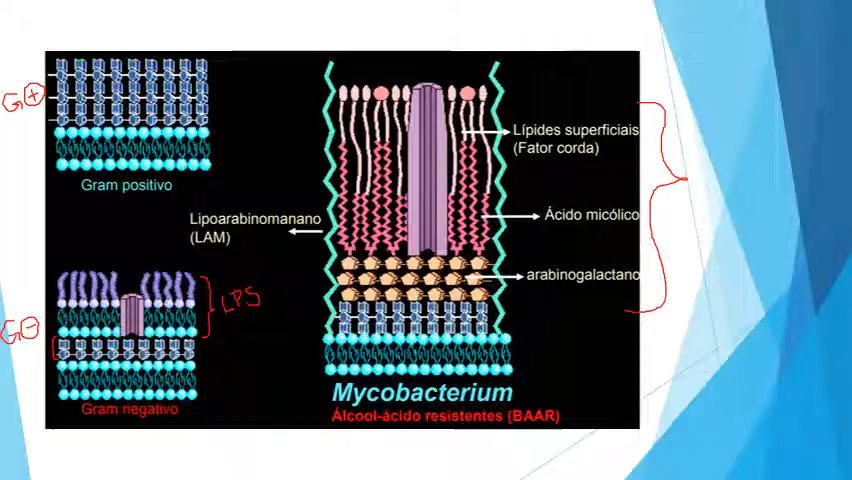 G+
Gram positivo
Lípides superficiais
(Fator corda)
Lipoarabinomanano
(LAM)
Ácido micólico
arabinogalactano
LPS
G-
Gram negativo
Mycobacterium
Álcool-ácido resistentes (BAAR)